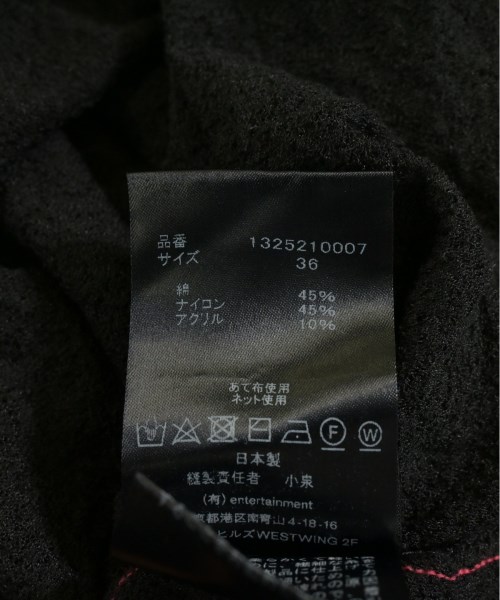 品番 1325210007
サイズ 36
綿 45%
ナイロン 45%
アクリル 10%
あて布使用
ネット使用
F W
日本製
縫製責任者 小泉
(有) entertainment
京都港区南青山4-18-16
ヒルズWESTWING 2F